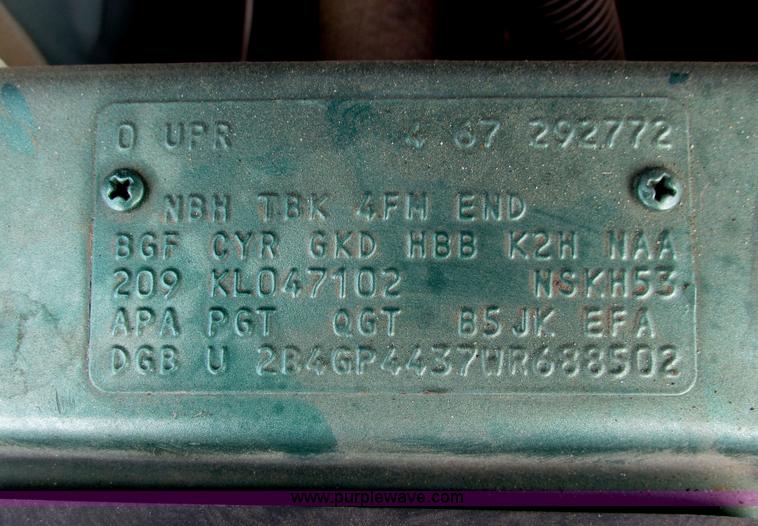 0 UPR 4 67 292772
NBH TBK 4FM END
BGF CYR GKD HBB K2H NAA
209 KL047102 NSKH53
APA PGT QGT B5JK EFA
DGB U 2B4GP4437WR688502
www.purplewave.com